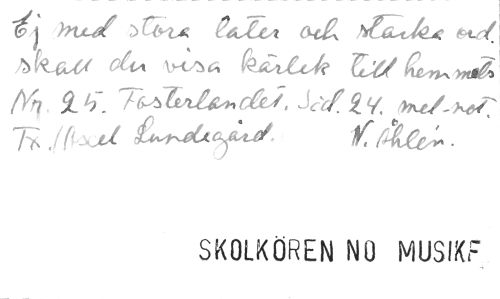 Ej med stora later och starka ord.
skall du visa kärlek till hemmets
Nr. 25. Fosterlandet. Sid. 24. mel-not.
Tx./Axel Lundegård. N. Åhlén.
SKOLKÖREN NO MUSIKF